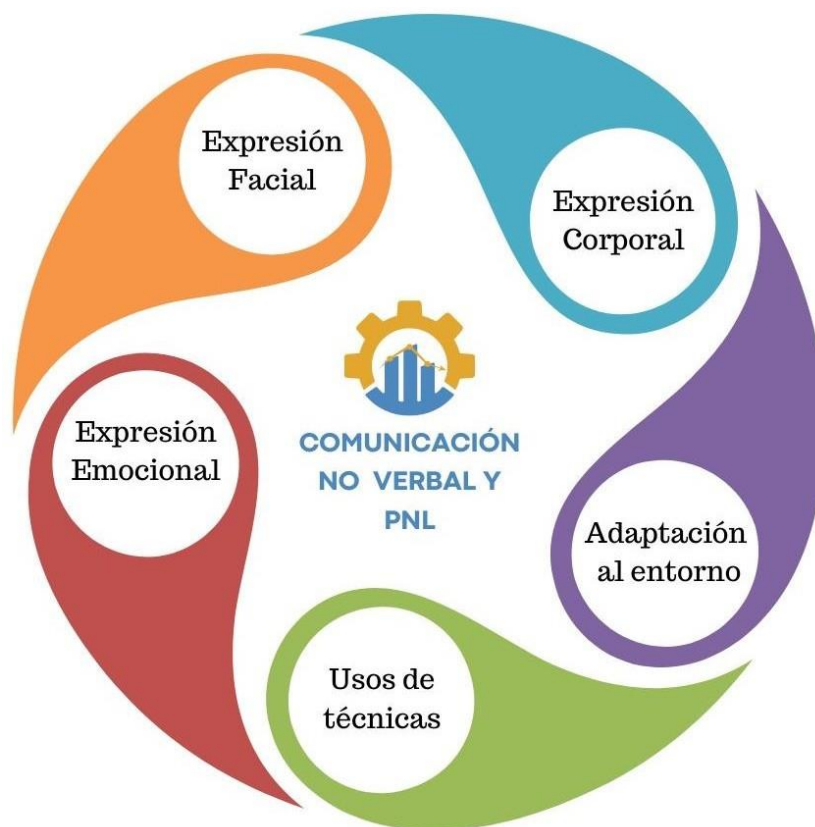 Expresión
Facial
Expresión
Corporal
Expresión
Emocional
COMUNICACIÓN
NO VERBAL Y
PNL
Adaptación
al entorno
Usos de
técnicas